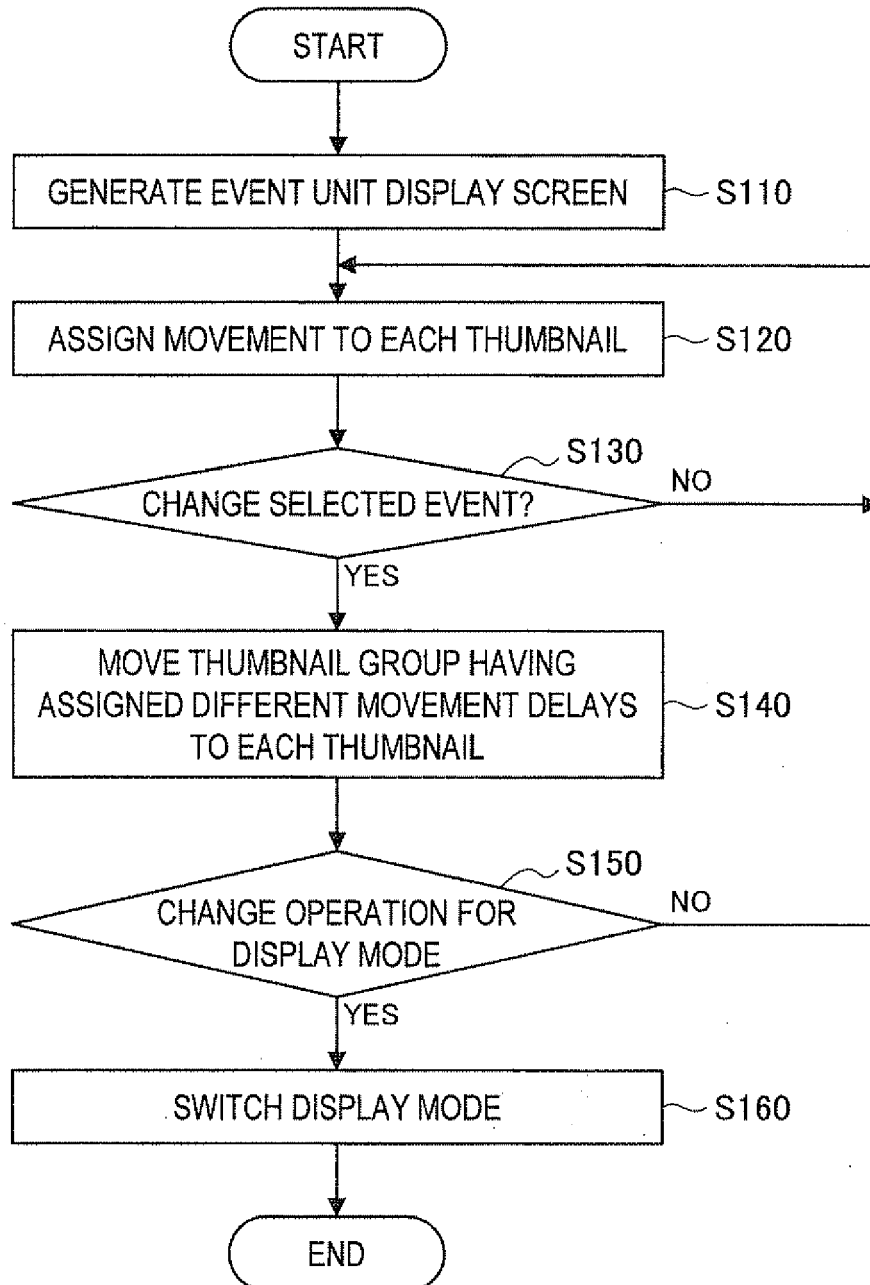 START
GENERATE EVENT UNIT DISPLAY SCREEN
S110
ASSIGN MOVEMENT TO EACH THUMBNAIL
S120
S130
CHANGE SELECTED EVENT?
NO
YES
MOVE THUMBNAIL GROUP HAVING
ASSIGNED DIFFERENT MOVEMENT DELAYS
TO EACH THUMBNAIL
S140
S150
CHANGE OPERATION FOR
DISPLAY MODE
NO
YES
SWITCH DISPLAY MODE
S160
END